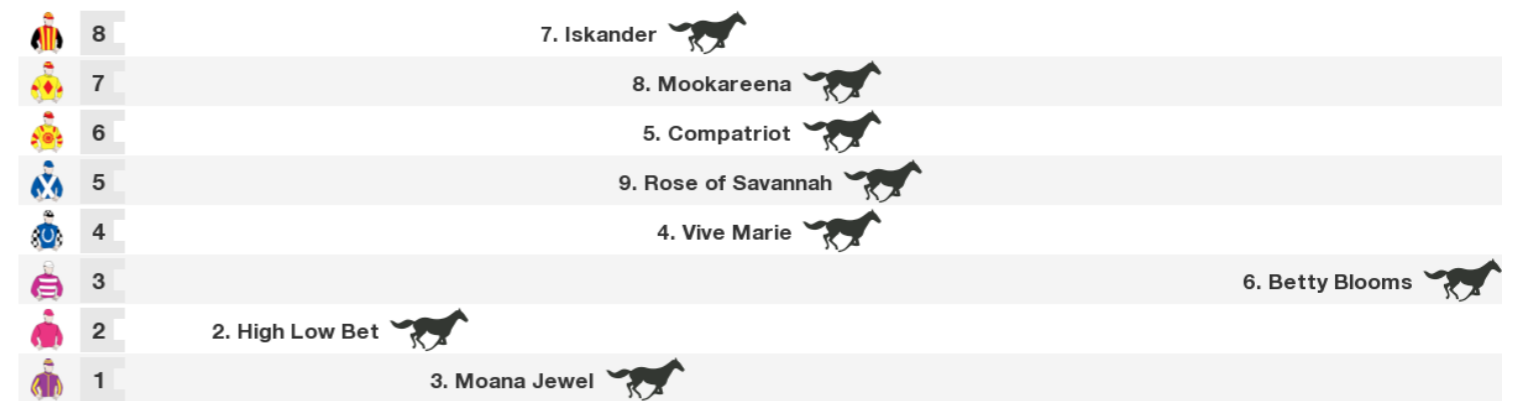 8 7. Iskander
7 8. Mookareena
6 5. Compatriot
5 9. Rose of Savannah
4 4. Vive Marie
3 6. Betty Blooms
2 2. High Low Bet
1 3. Moana Jewel